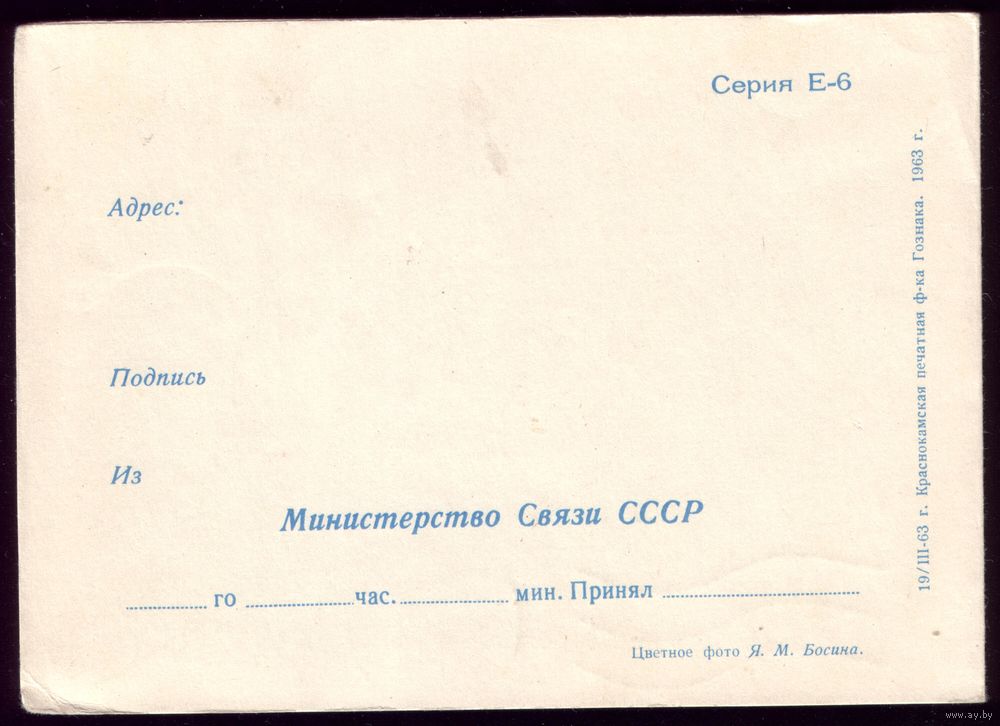 Серия Е-6
Адрес:
Подпись
Из
Министерство Связи СССР
го час. мин. Принял
Цветное фото Я. М. Босина.
19/III-63 г. Краснокамская печатная ф-ка Гознака. 1963 г.
www.ay.by